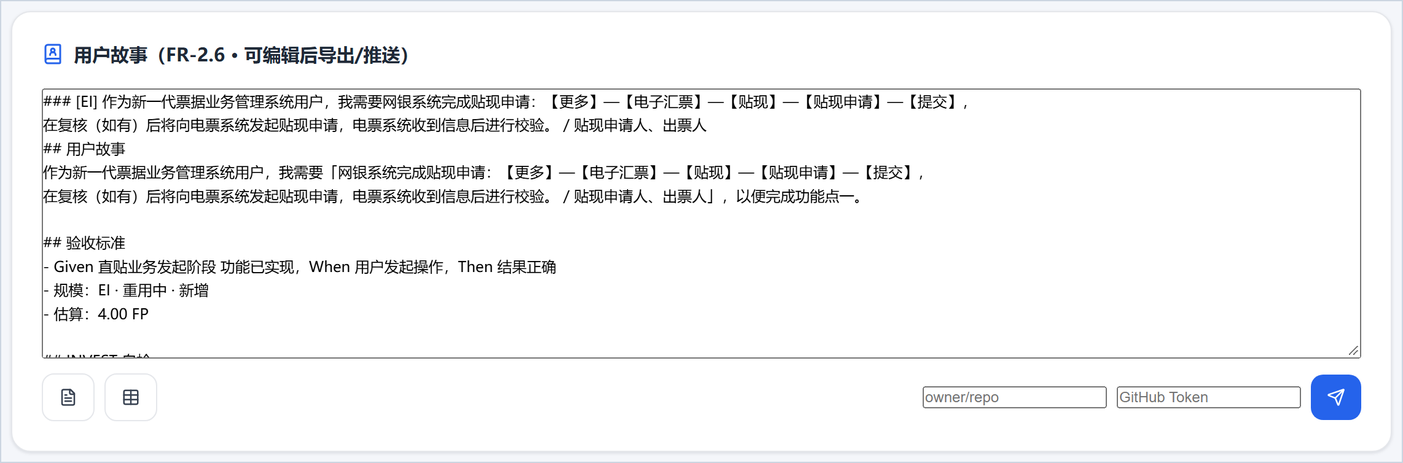 用户故事（FR-2.6 • 可编辑后导出/推送）
### [EI] 作为新一代票据业务管理系统用户，我需要网银系统完成贴现申请：【更多】—【电子汇票】—【贴现】—【贴现申请】—【提交】，
在复核（如有）后将向电票系统发起贴现申请，电票系统收到信息后进行校验。 / 贴现申请人、出票人
## 用户故事
作为新一代票据业务管理系统用户，我需要「网银系统完成贴现申请：【更多】—【电子汇票】—【贴现】—【贴现申请】—【提交】，
在复核（如有）后将向电票系统发起贴现申请，电票系统收到信息后进行校验。 / 贴现申请人、出票人」，以便完成功能点一。
## 验收标准
- Given 直贴业务发起阶段 功能已实现，When 用户发起操作，Then 结果正确
- 规模：EI · 重用中 · 新增
- 估算：4.00 FP
## INVEST
owner/repo
GitHub Token